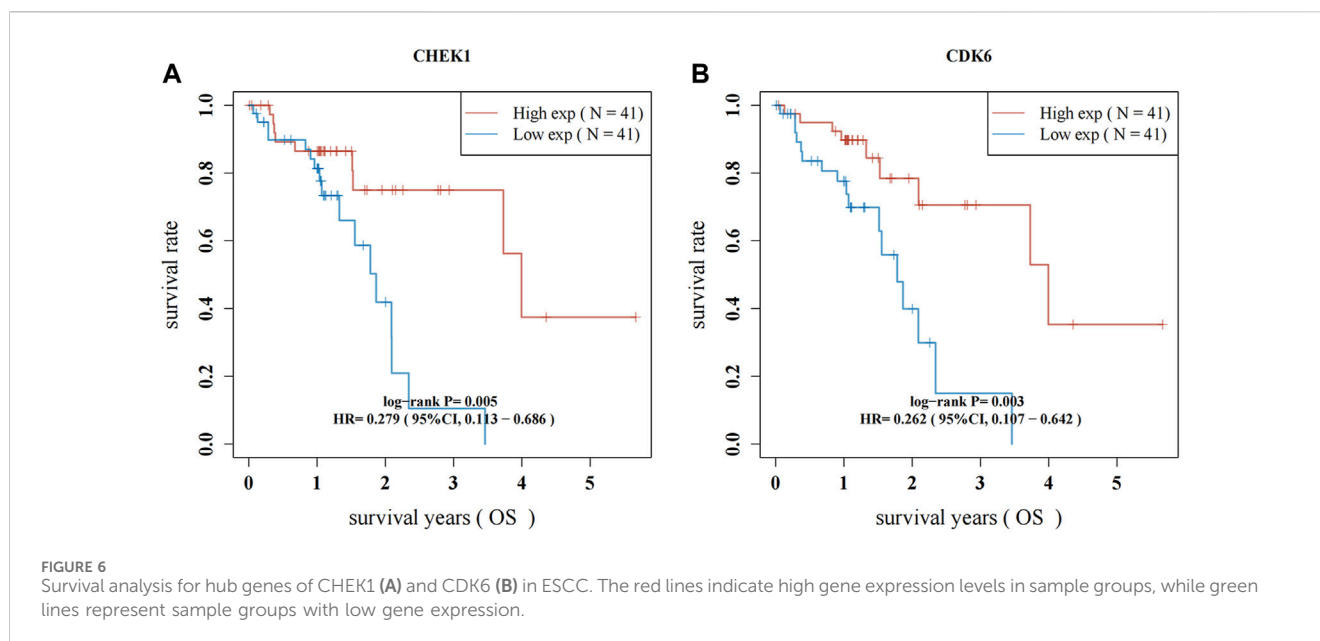 A
CHEK1
High exp ( N = 41)
Low exp ( N = 41)
survival rate
1.0
0.8
0.6
0.4
0.2
0.0
log−rank P= 0.005
HR= 0.279 ( 95%CI, 0.113 − 0.686 )
0 1 2 3 4 5
survival years ( OS )
B
CDK6
High exp ( N = 41)
Low exp ( N = 41)
survival rate
1.0
0.8
0.6
0.4
0.2
0.0
log−rank P= 0.003
HR= 0.262 ( 95%CI, 0.107 − 0.642 )
0 1 2 3 4 5
survival years ( OS )
FIGURE 6
Survival analysis for hub genes of CHEK1 (A) and CDK6 (B) in ESCC. The red lines indicate high gene expression levels in sample groups, while green
lines represent sample groups with low gene expression.